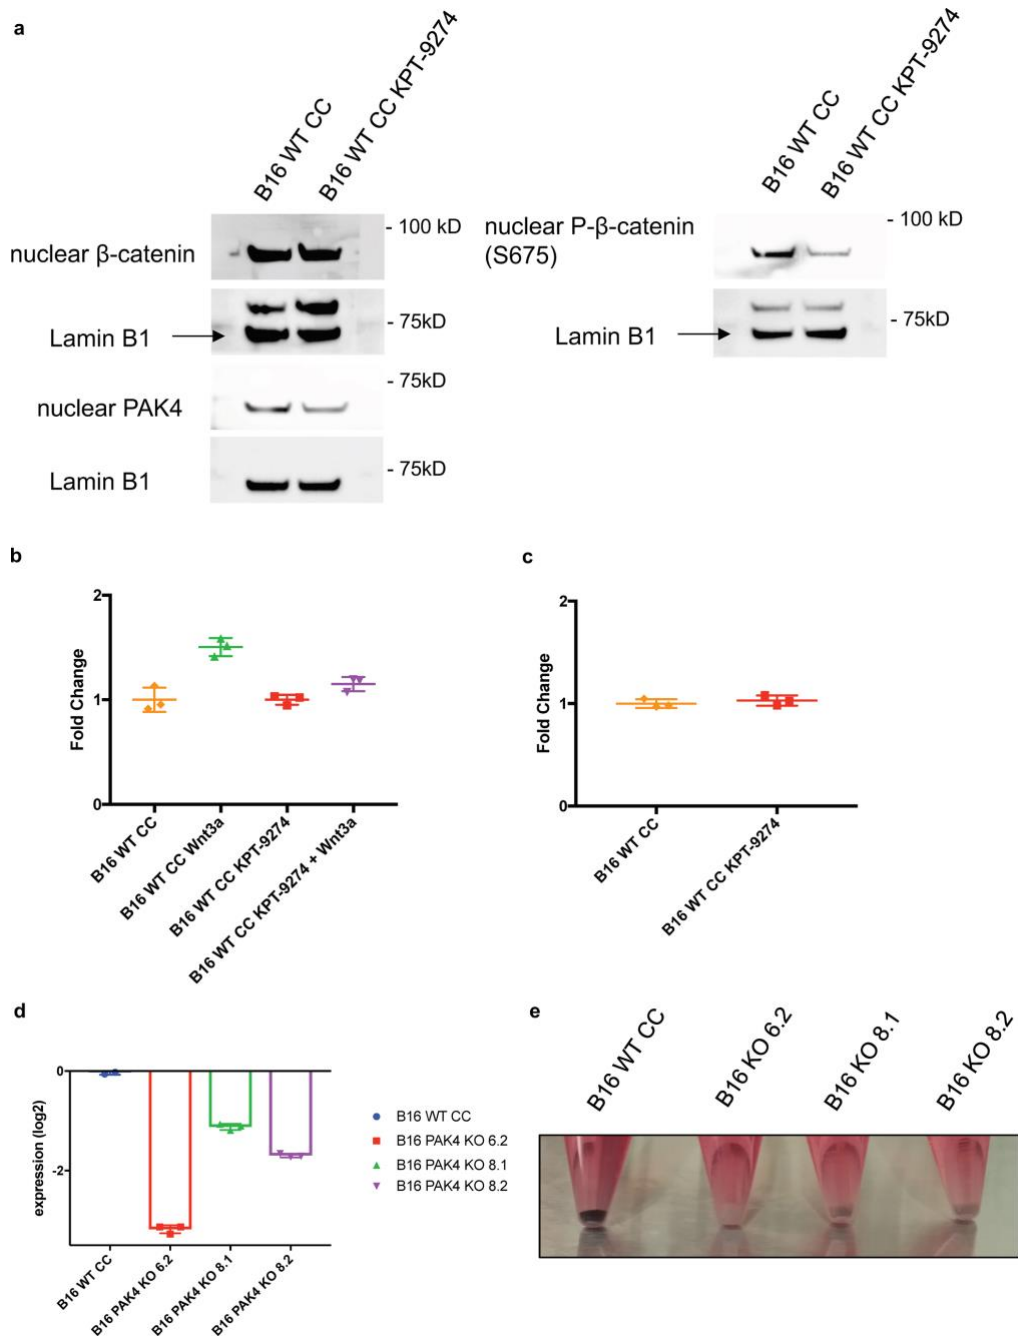 a
B16 WT CC
B16 WT CC KPT-9274
nuclear β-catenin
- 100 kD
Lamin B1
- 75kD
nuclear PAK4
- 75kD
Lamin B1
- 75kD
B16 WT CC
B16 WT CC KPT-9274
nuclear P-β-catenin
(S675)
- 100 kD
Lamin B1
- 75kD
b
Fold Change
2
1
0
B16 WT CC
B16 WT CC Wnt3a
B16 WT CC KPT-9274
B16 WT CC KPT-9274 + Wnt3a
c
Fold Change
2
1
0
B16 WT CC
B16 WT CC KPT-9274
d
expression (log2)
0
-2
B16 WT CC
B16 PAK4 KO 6.2
B16 PAK4 KO 8.1
B16 PAK4 KO 8.2
B16 WT CC
B16 PAK4 KO 6.2
B16 PAK4 KO 8.1
B16 PAK4 KO 8.2
e
B16 WT CC
B16 KO 6.2
B16 KO 8.1
B16 KO 8.2